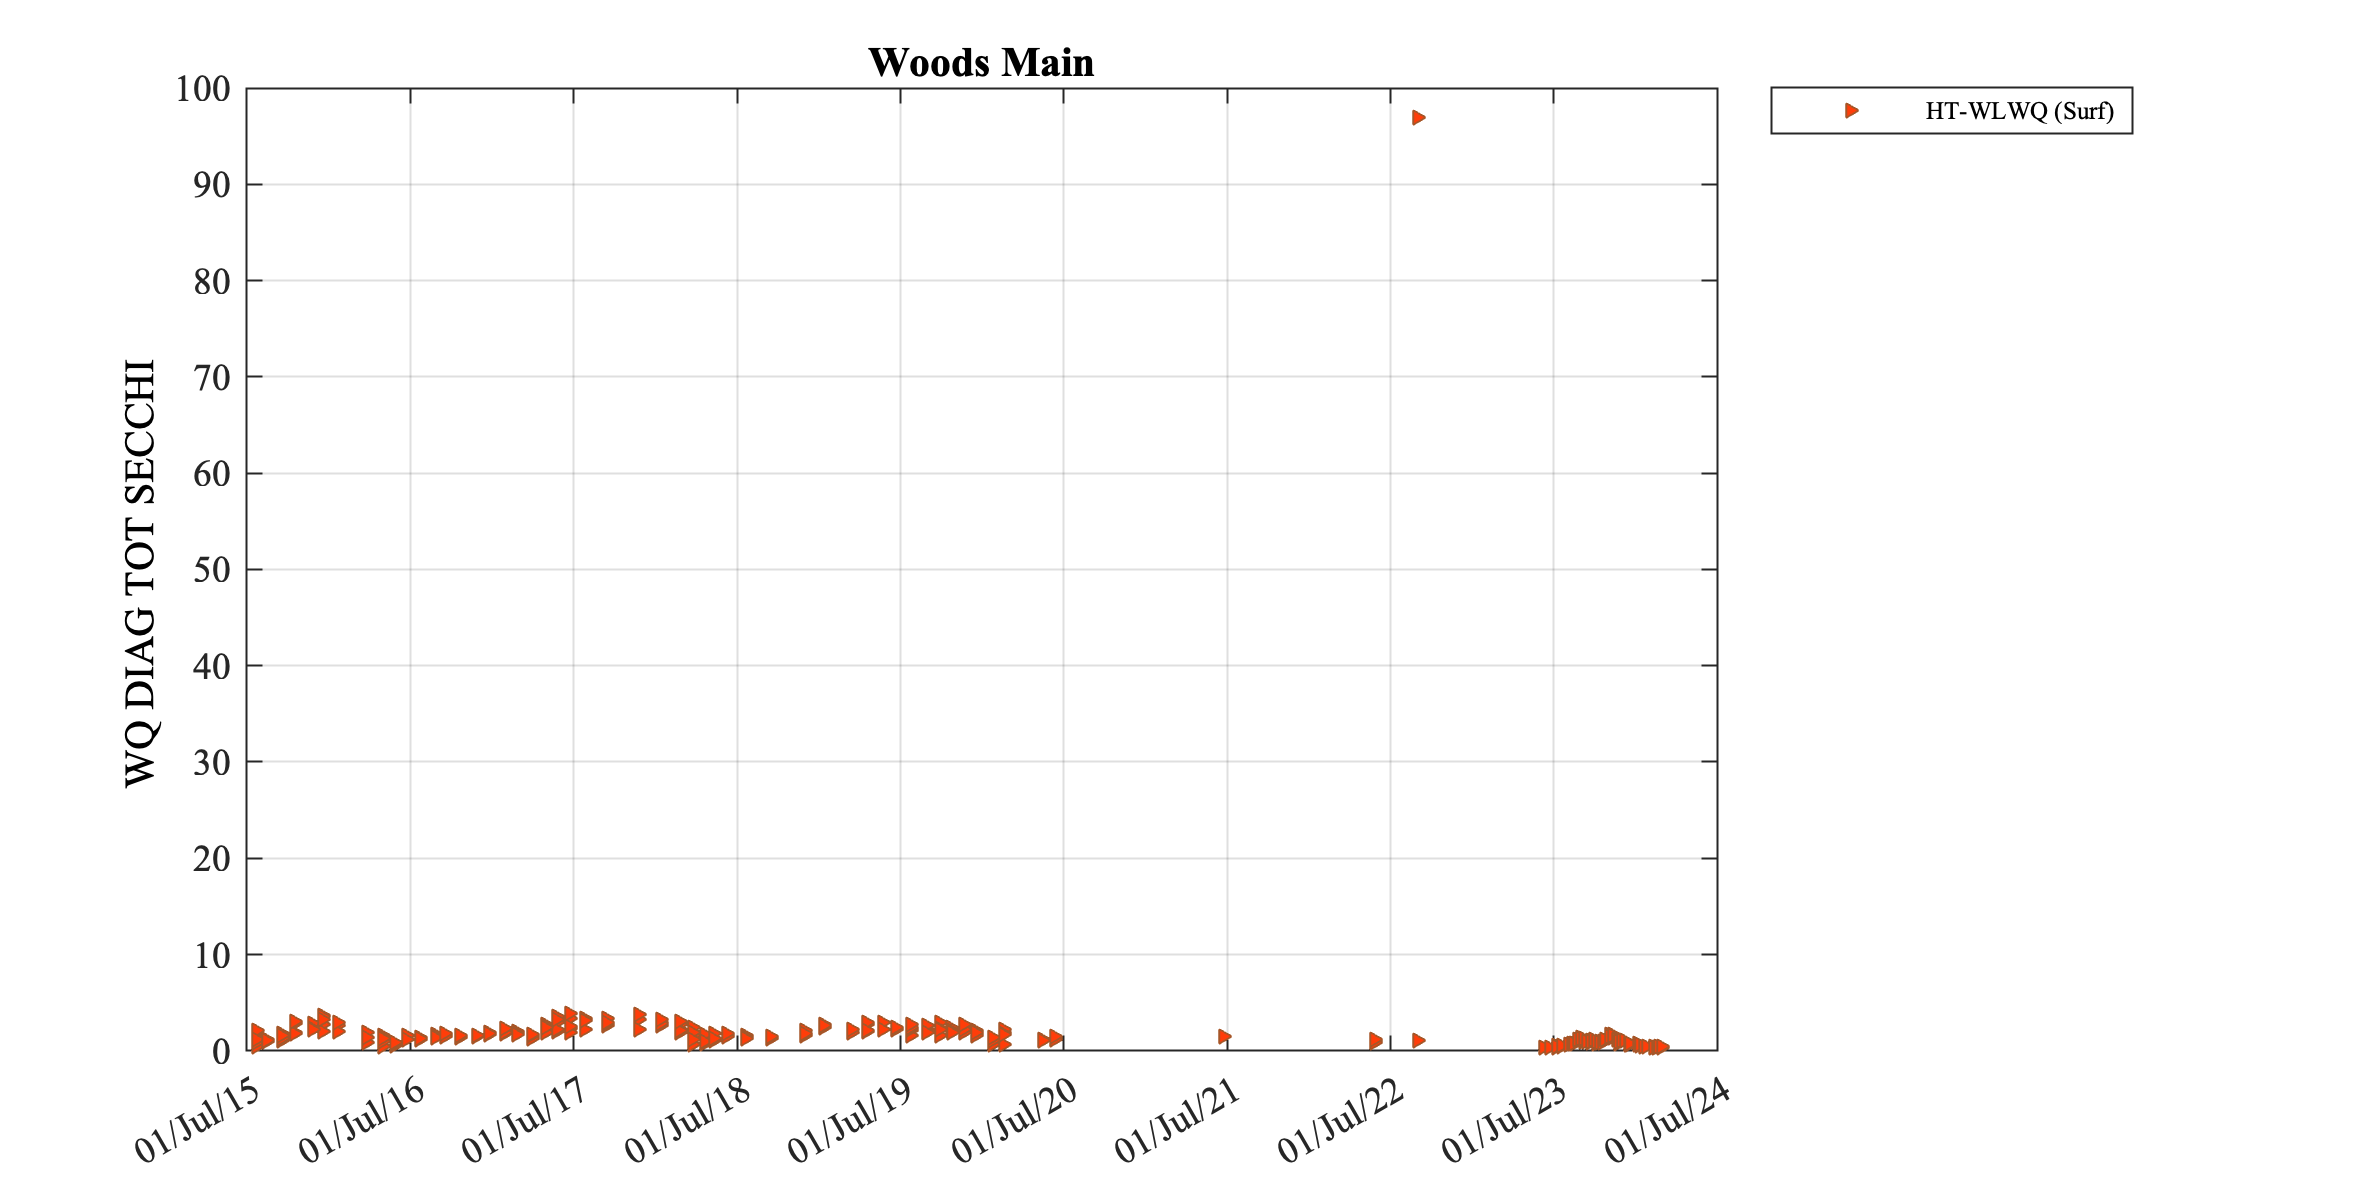 Woods Main
HT-WLWQ (Surf)
WQ DIAG TOT SECCHI
100
90
80
70
60
50
40
30
20
10
0
01/Jul/15
01/Jul/16
01/Jul/17
01/Jul/18
01/Jul/19
01/Jul/20
01/Jul/21
01/Jul/22
01/Jul/23
01/Jul/24